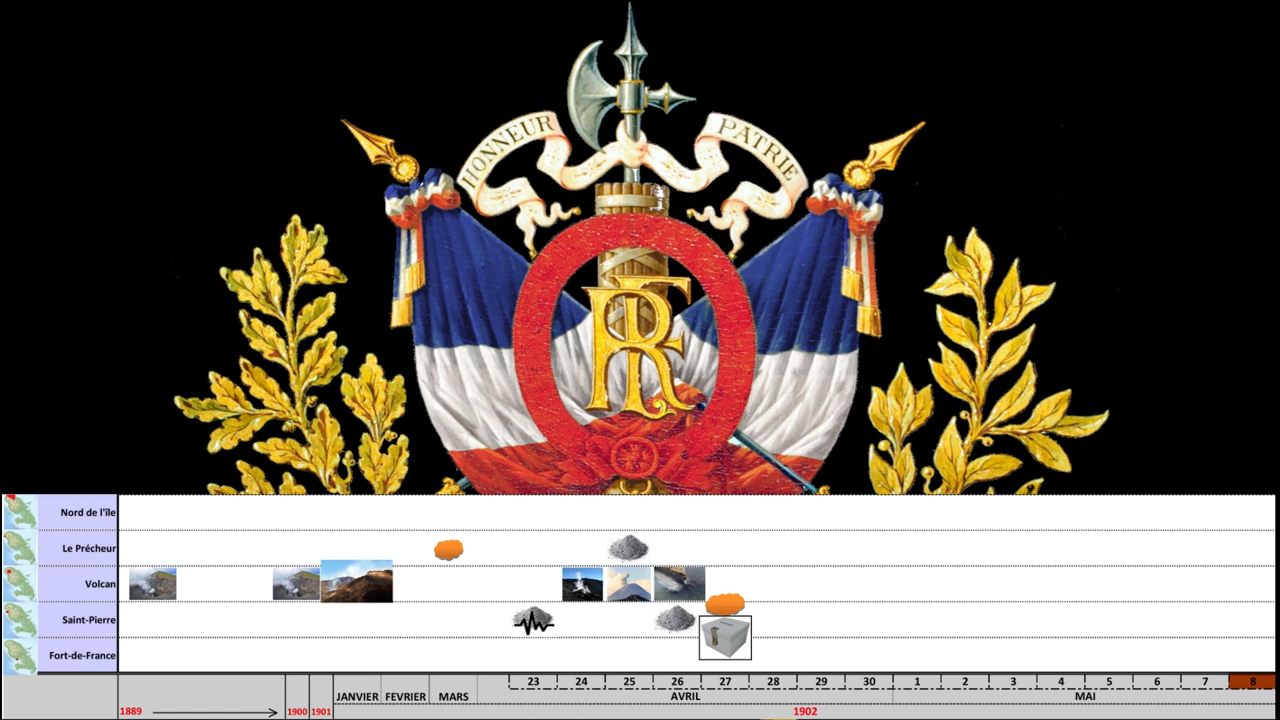 HONNEUR PATRIE
RF
Nord de l'île
Le Prêcheur
Volcan
Saint-Pierre
Fort-de-France
23 24 25 26 27 28 29 30 1 2 3 4 5 6 7 8
JANVIER FEVRIER MARS AVRIL MAI
1889 1900 1901 1902